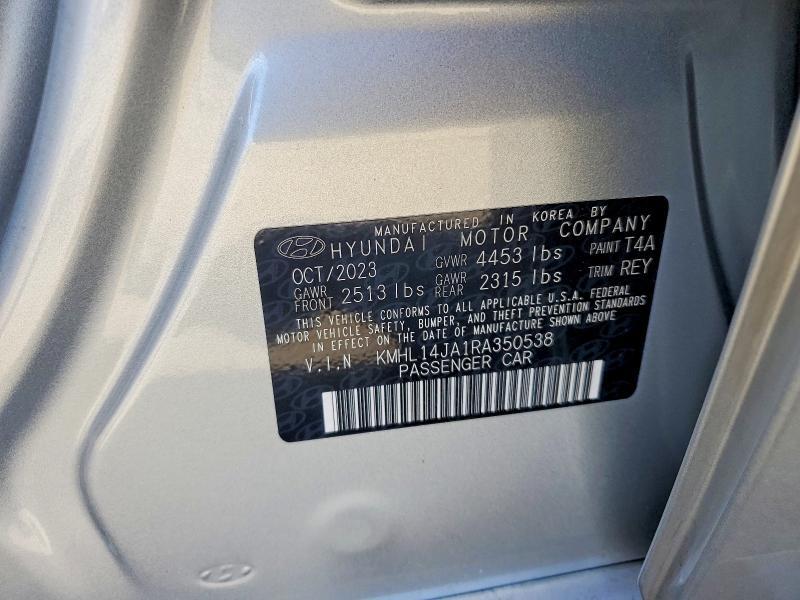 MANUFACTURED IN KOREA BY
HYUNDAI MOTOR COMPANY
OCT/2023 GVWR 4453 lbs PAINT T4A
GAWR FRONT 2513 lbs GAWR REAR 2315 lbs TRIM REY
THIS VEHICLE CONFORMS TO ALL APPLICABLE U.S.A. FEDERAL
MOTOR VEHICLE SAFETY, BUMPER, AND THEFT PREVENTION STANDARDS
IN EFFECT ON THE DATE OF MANUFACTURE SHOWN ABOVE
V.I.N KMHL14JA1RA350538
PASSENGER CAR